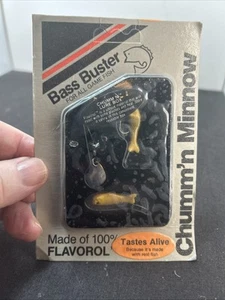 Bass Buster
FOR ALL GAME FISH
Chumm'n Minnow
Made of 100%
FLAVOROL
Tastes Alive
Because it's made
with real fish